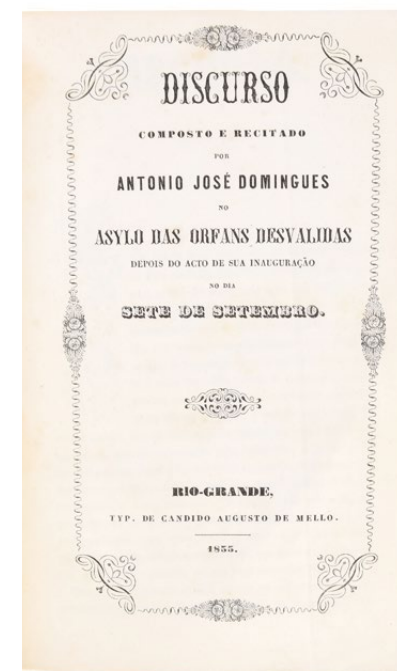 DISCURSO
COMPOSTO E RECITADO
POR
ANTONIO JOSÉ DOMINGUES
NO
ASYLO DAS ORFANS DESVALIDAS
DEPOIS DO ACTO DE SUA INAUGURAÇÃO
NO DIA
SETE DE SETEMBRO.
RIO-GRANDE,
TYP. DE CANDIDO AUGUSTO DE MELLO.
1855.